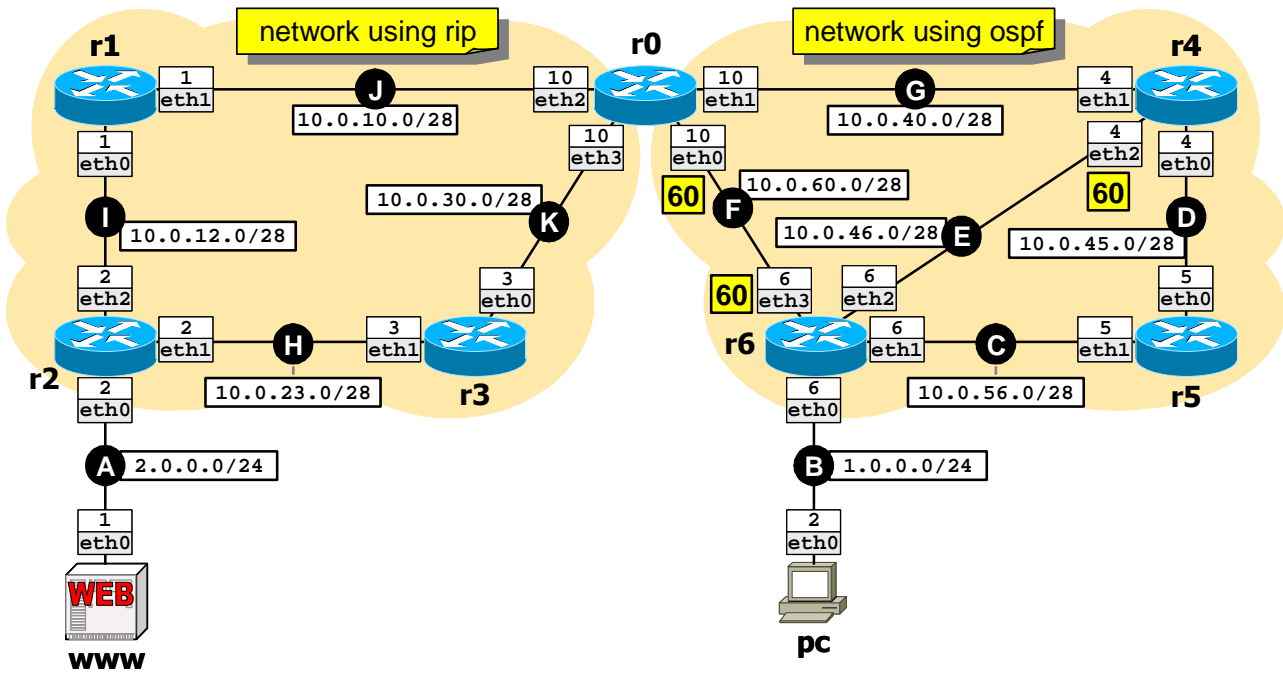 network using rip
network using ospf
r1
r0
r4
1
eth1
J
10
eth2
10
eth1
G
4
eth1
10.0.10.0/28
10.0.40.0/28
1
eth0
10
eth3
10
eth0
4
eth2
4
eth0
60
10.0.60.0/28
60
10.0.30.0/28
K
F
I
10.0.12.0/28
10.0.46.0/28
E
D
10.0.45.0/28
2
eth2
3
eth0
60
6
eth3
6
eth2
5
eth0
2
eth1
H
3
eth1
r6
6
eth1
C
5
eth1
r2
10.0.23.0/28
r3
10.0.56.0/28
r5
2
eth0
6
eth0
A
2.0.0.0/24
B
1.0.0.0/24
1
eth0
2
eth0
WEB
www
pc